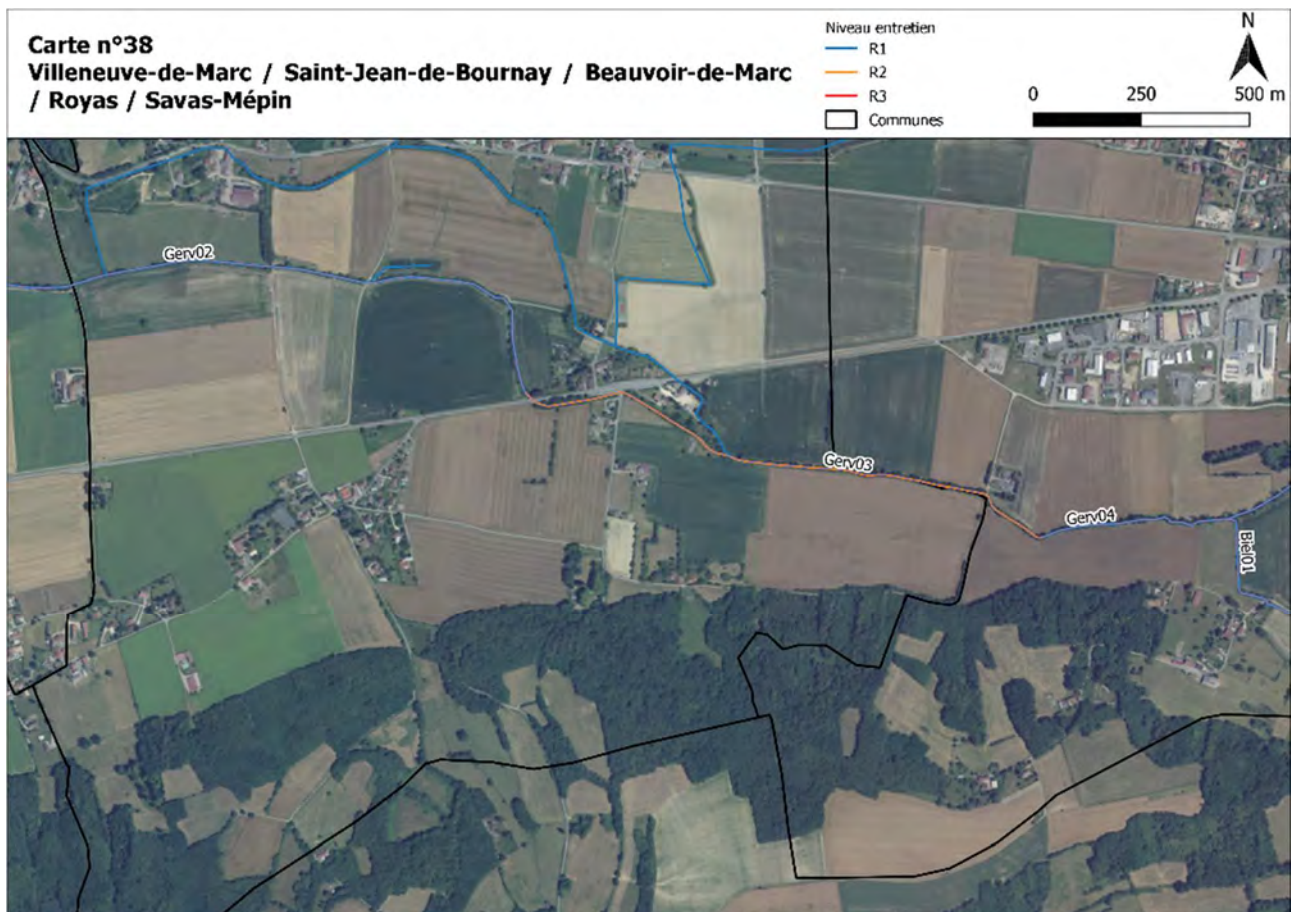 Carte n°38
Villeneuve-de-Marc / Saint-Jean-de-Bournay / Beauvoir-de-Marc
/ Royas / Savas-Mépin
Niveau entretien
R1
R2
R3
Communes
N
0 250 500 m
Gerv02
Gerv03
Gerv04
Biel01